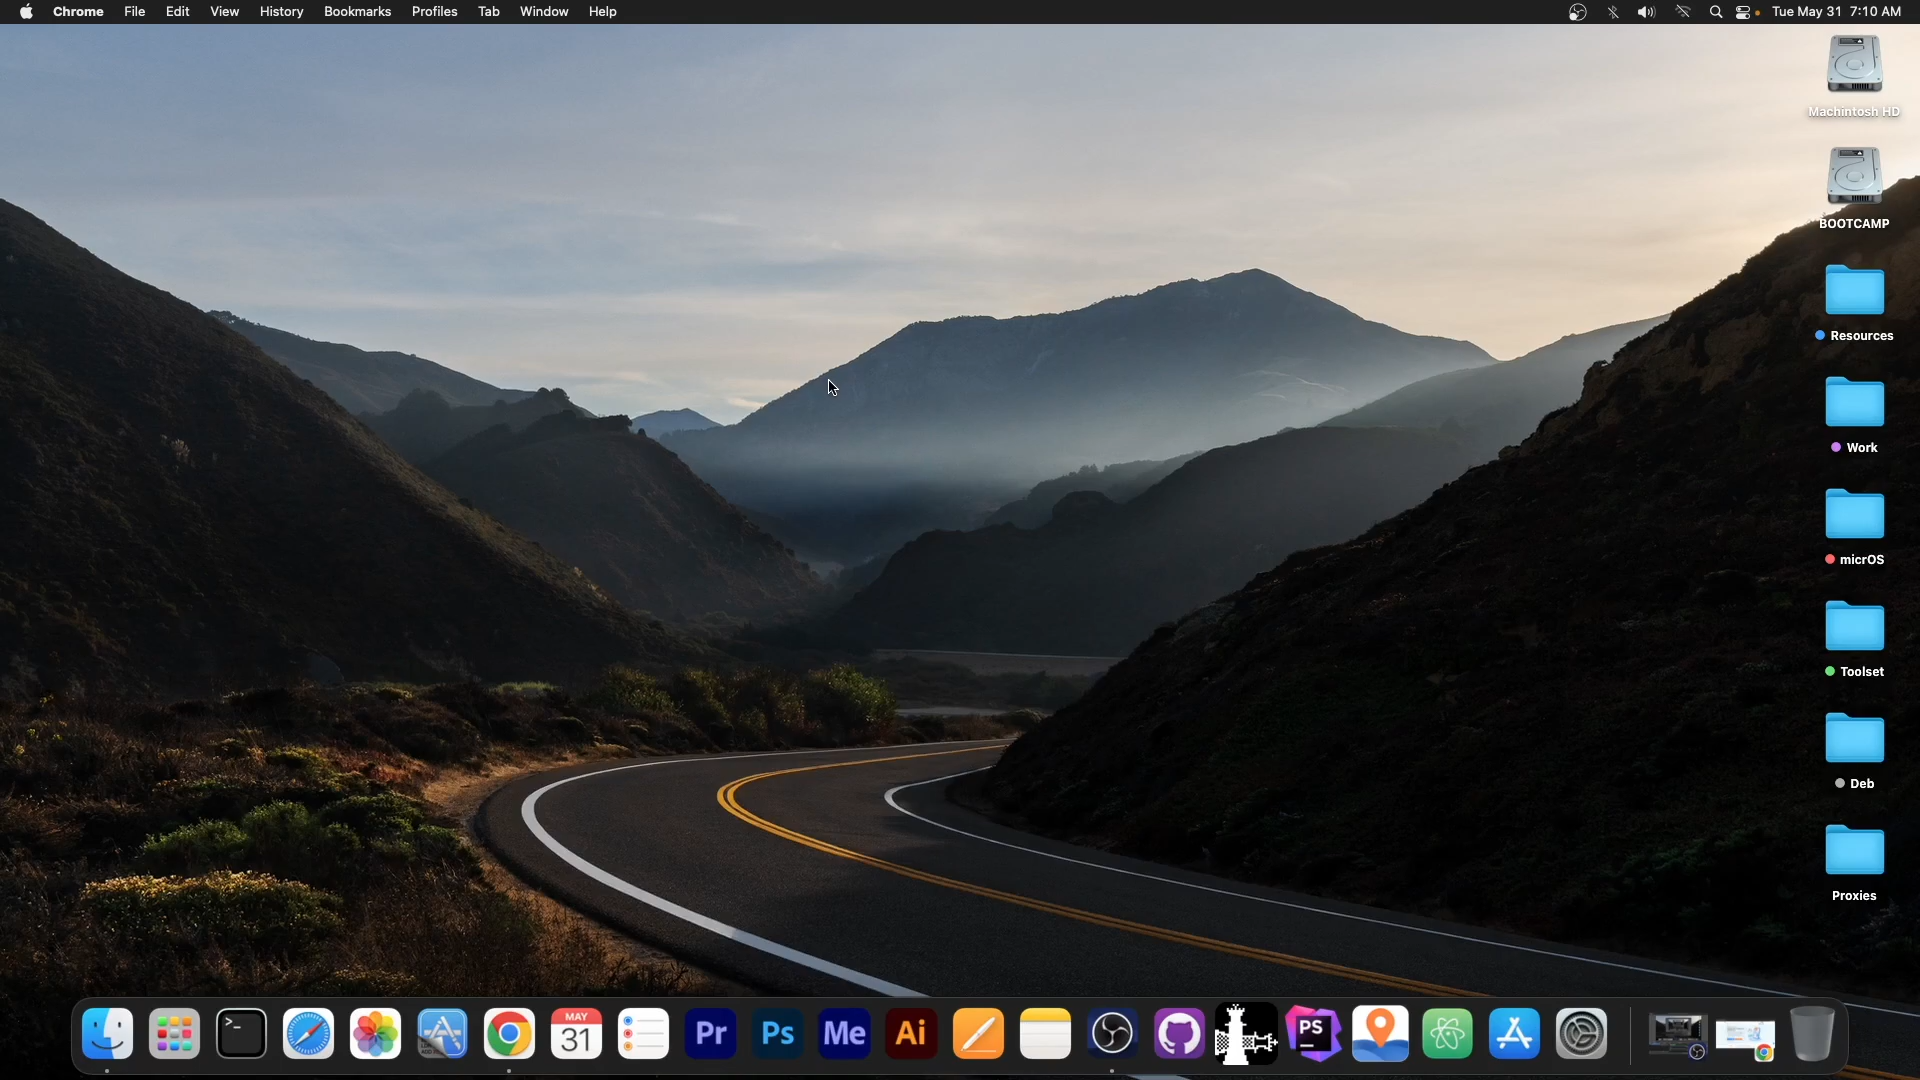 Chrome File Edit View History Bookmarks Profiles Tab Window Help Tue May 31 7:10 AM
Machintosh HD
BOOTCAMP
Resources
Work
micrOS
Toolset
Deb
Proxies
>_
MAY
31
Pr
Ps
Me
Ai
PS